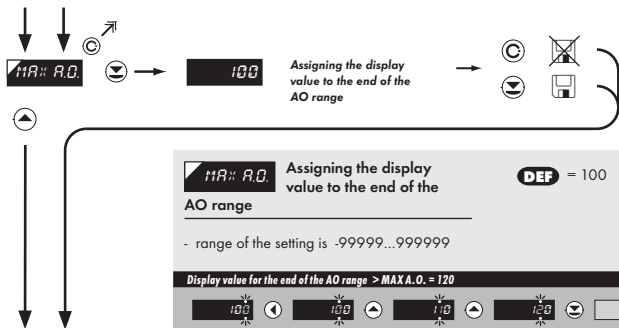 MAX A.O.
100
Assigning the display
value to the end of the
AO range
MAX A.O.
Assigning the display
value to the end of the
AO range
DEF = 100
- range of the setting is -99999...999999
Display value for the end of the AO range > MAX A.O. = 120
100 100 110 120